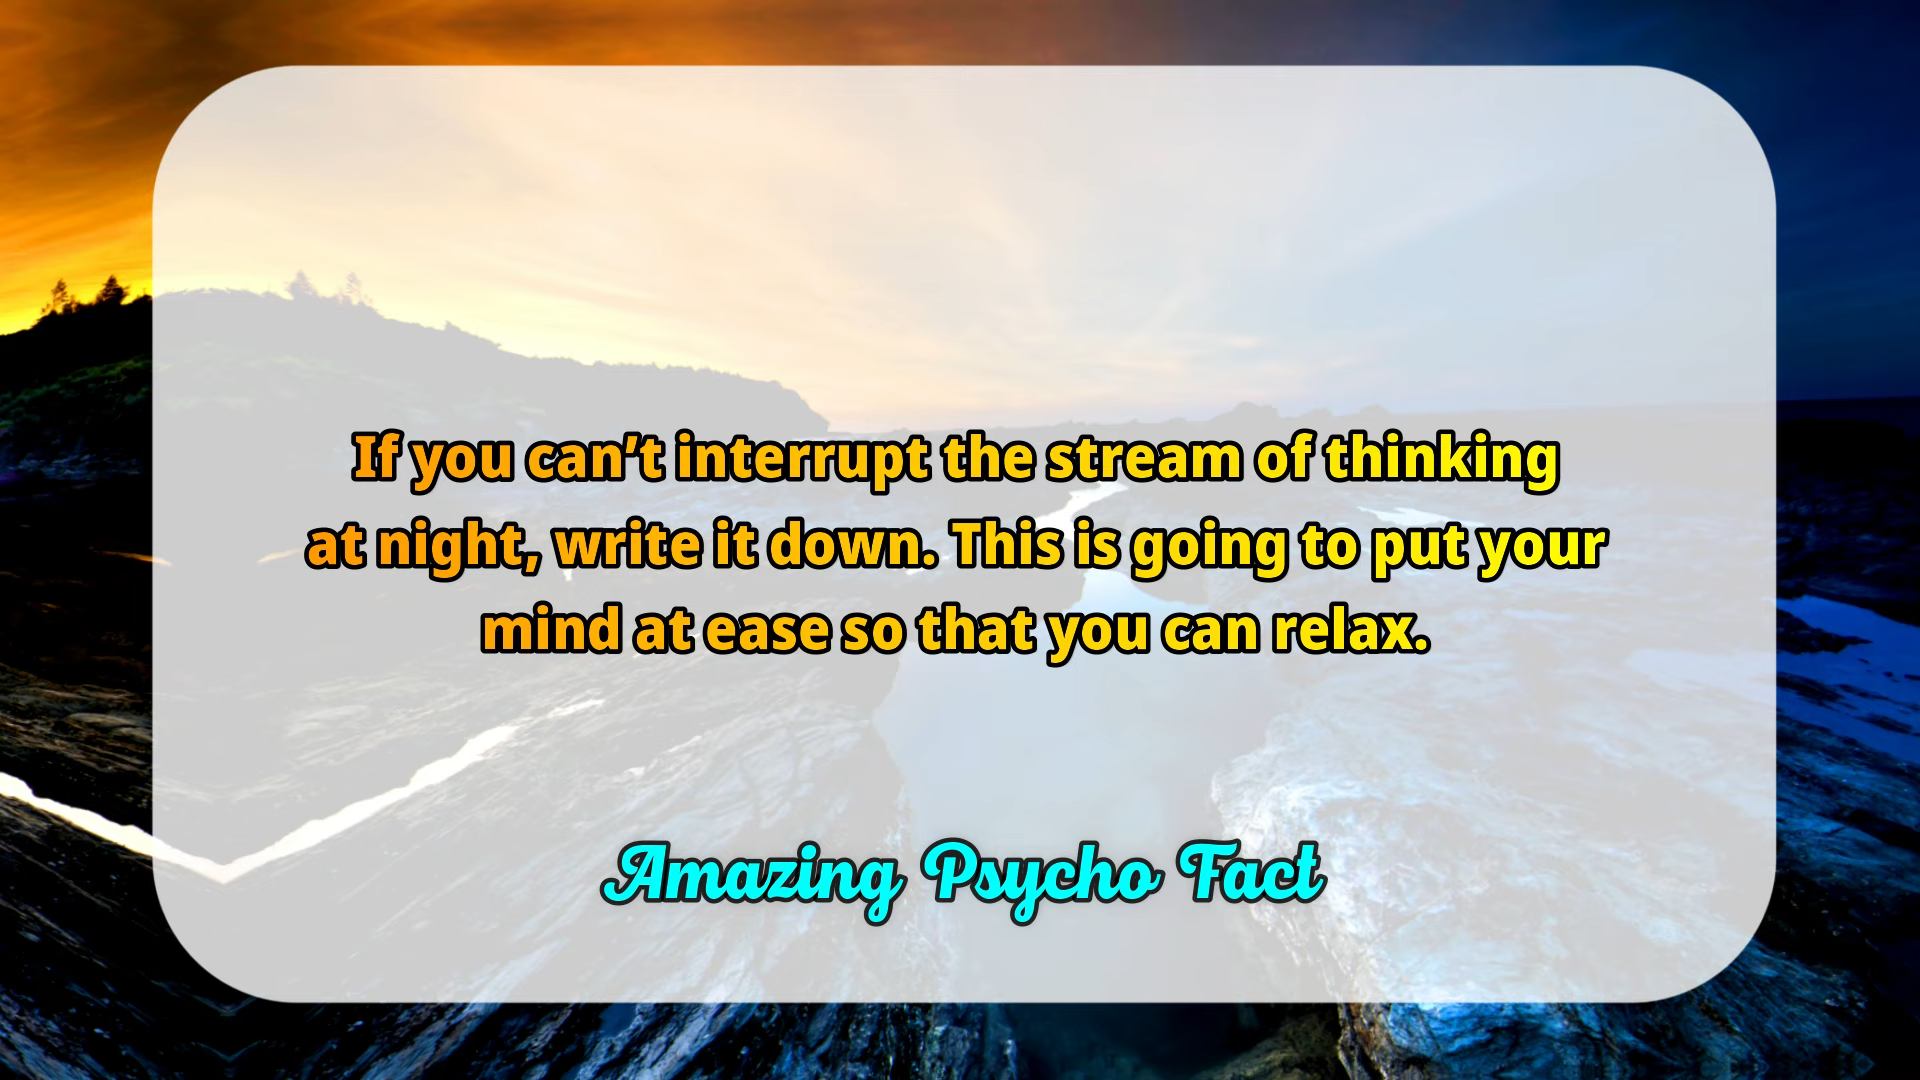 If you can’t interrupt the stream of thinking
at night, write it down. This is going to put your
mind at ease so that you can relax.
Amazing Psycho Fact